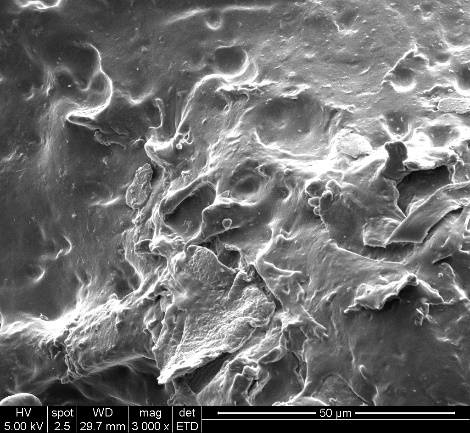 HV spot WD mag det 50 µm
5.00 kV 2.5 29.7 mm 3 000 x ETD